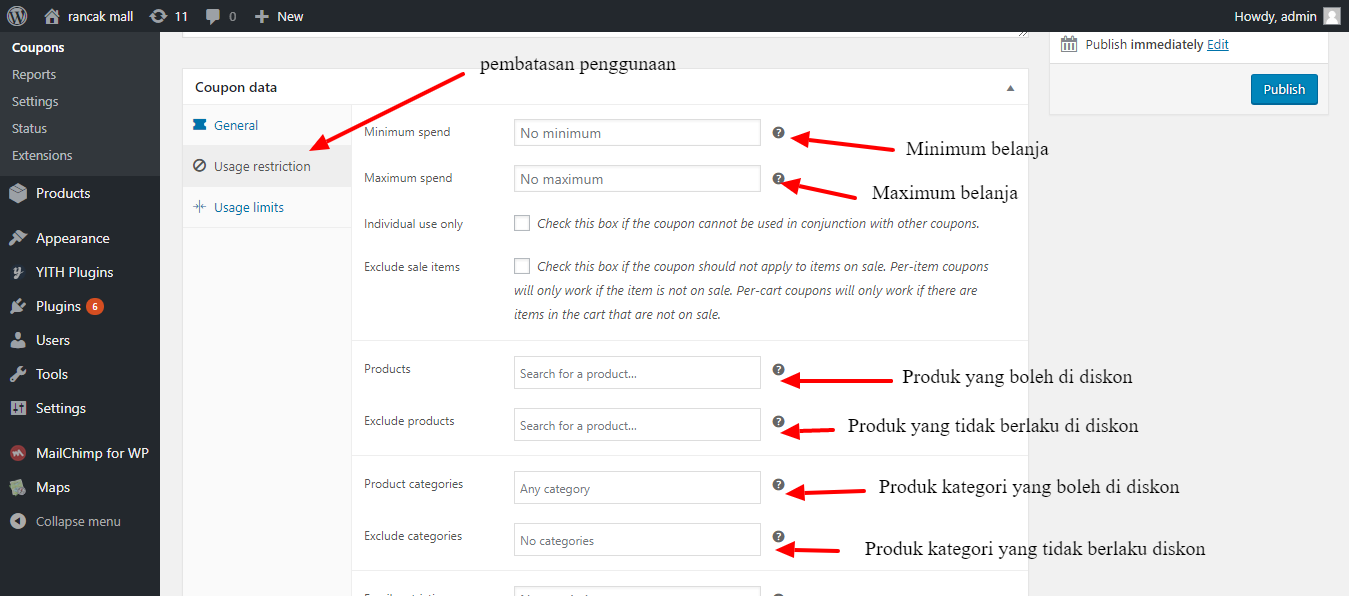 rancak mall 11 0 New Howdy, admin
Coupons
Reports
Settings
Status
Extensions
Products
Appearance
YITH Plugins
Plugins 6
Users
Tools
Settings
MailChimp for WP
Maps
Collapse menu
Publish immediately Edit
Publish
pembatasan penggunaan
Coupon data
General
Usage restriction
Usage limits
Minimum spend No minimum ? Minimum belanja
Maximum spend No maximum ? Maximum belanja
Individual use only Check this box if the coupon cannot be used in conjunction with other coupons.
Exclude sale items Check this box if the coupon should not apply to items on sale. Per-item coupons
will only work if the item is not on sale. Per-cart coupons will only work if there are
items in the cart that are not on sale.
Products Search for a product... ? Produk yang boleh di diskon
Exclude products Search for a product... ? Produk yang tidak berlaku di diskon
Product categories Any category ? Produk kategori yang boleh di diskon
Exclude categories No categories ? Produk kategori yang tidak berlaku diskon